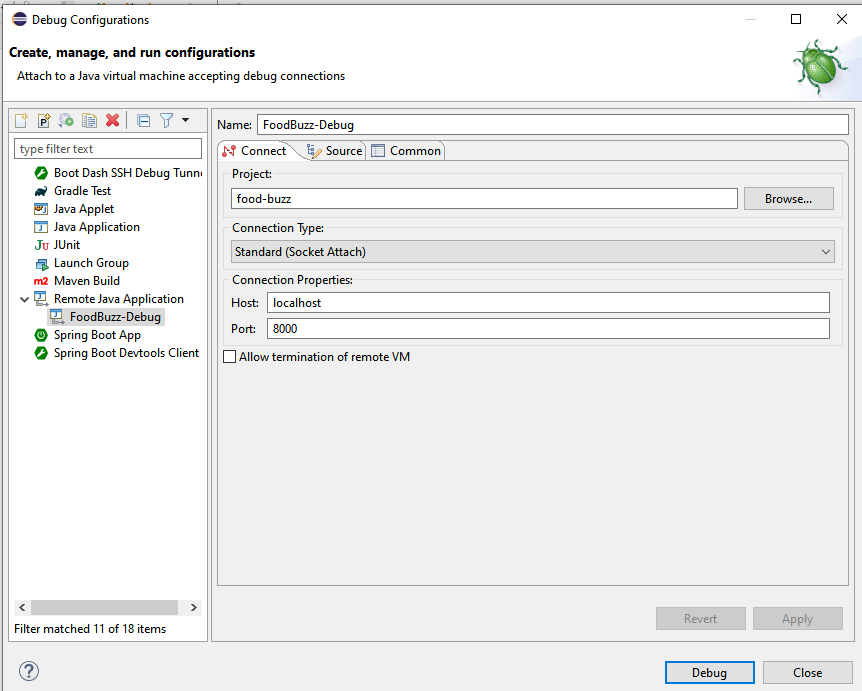 Debug Configurations
Create, manage, and run configurations
Attach to a Java virtual machine accepting debug connections
type filter text
Boot Dash SSH Debug Tunn
Gradle Test
Java Applet
Java Application
JUnit
Launch Group
Maven Build
Remote Java Application
FoodBuzz-Debug
Spring Boot App
Spring Boot Devtools Client
Filter matched 11 of 18 items
Name: FoodBuzz-Debug
Connect Source Common
Project:
food-buzz Browse...
Connection Type:
Standard (Socket Attach)
Connection Properties:
Host: localhost
Port: 8000
Allow termination of remote VM
Revert Apply
Debug Close